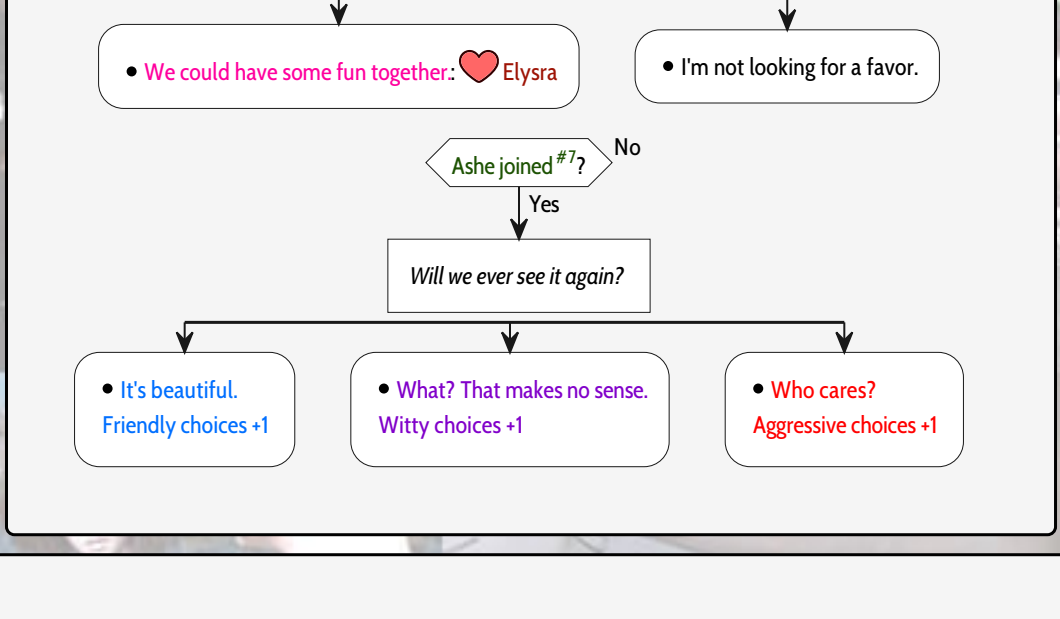 • We could have some fun together.: Elysra
• I'm not looking for a favor.
Ashe joined #7?
No
Yes
Will we ever see it again?
• It's beautiful.
Friendly choices +1
• What? That makes no sense.
Witty choices +1
• Who cares?
Aggressive choices +1